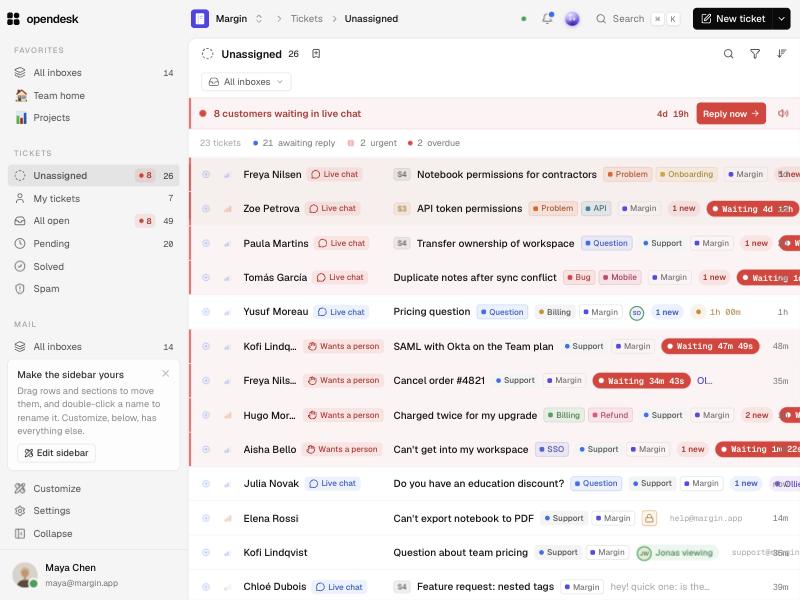 opendesk
Margin
Tickets
Unassigned
Search ⌘ K
New ticket
FAVORITES
All inboxes 14
Team home
Projects
TICKETS
Unassigned 8 26
My tickets 7
All open 8 49
Pending 20
Solved
Spam
MAIL
All inboxes 14
Make the sidebar yours
Drag rows and sections to move
them, and double-click a name to
rename it. Customize, below, has
everything else.
Edit sidebar
Customize
Settings
Collapse
Maya Chen
maya@margin.app
Unassigned 26
All inboxes
8 customers waiting in live chat 4d 19h Reply now →
23 tickets 21 awaiting reply 2 urgent 2 overdue
Freya Nilsen Live chat S4 Notebook permissions for contractors Problem Onboarding Margin
Zoe Petrova Live chat S3 API token permissions Problem API Margin 1 new Waiting 4d
Paula Martins Live chat S4 Transfer ownership of workspace Question Support Margin 1 new
Tomás García Live chat Duplicate notes after sync conflict Bug Mobile Margin 1 new Waiting
Yusuf Moreau Live chat Pricing question Question Billing Margin SO 1 new 1h 00m 1h
Kofi Lindq... Wants a person SAML with Okta on the Team plan Support Margin Waiting 47m 49s 48m
Freya Nils... Wants a person Cancel order #4821 Support Margin Waiting 34m 43s Ol... 35m
Hugo Mor... Wants a person Charged twice for my upgrade Billing Refund Support Margin 2 new
Aisha Bello Wants a person Can't get into my workspace SSO Support Margin 1 new Waiting 1m 22s
Julia Novak Live chat Do you have an education discount? Question Support Margin 1 new
Elena Rossi Can't export notebook to PDF Support Margin help@margin.app 14m
Kofi Lindqvist Question about team pricing Support Margin JW Jonas viewing
Chloé Dubois Live chat S4 Feature request: nested tags Margin hey! quick one: is the... 39m